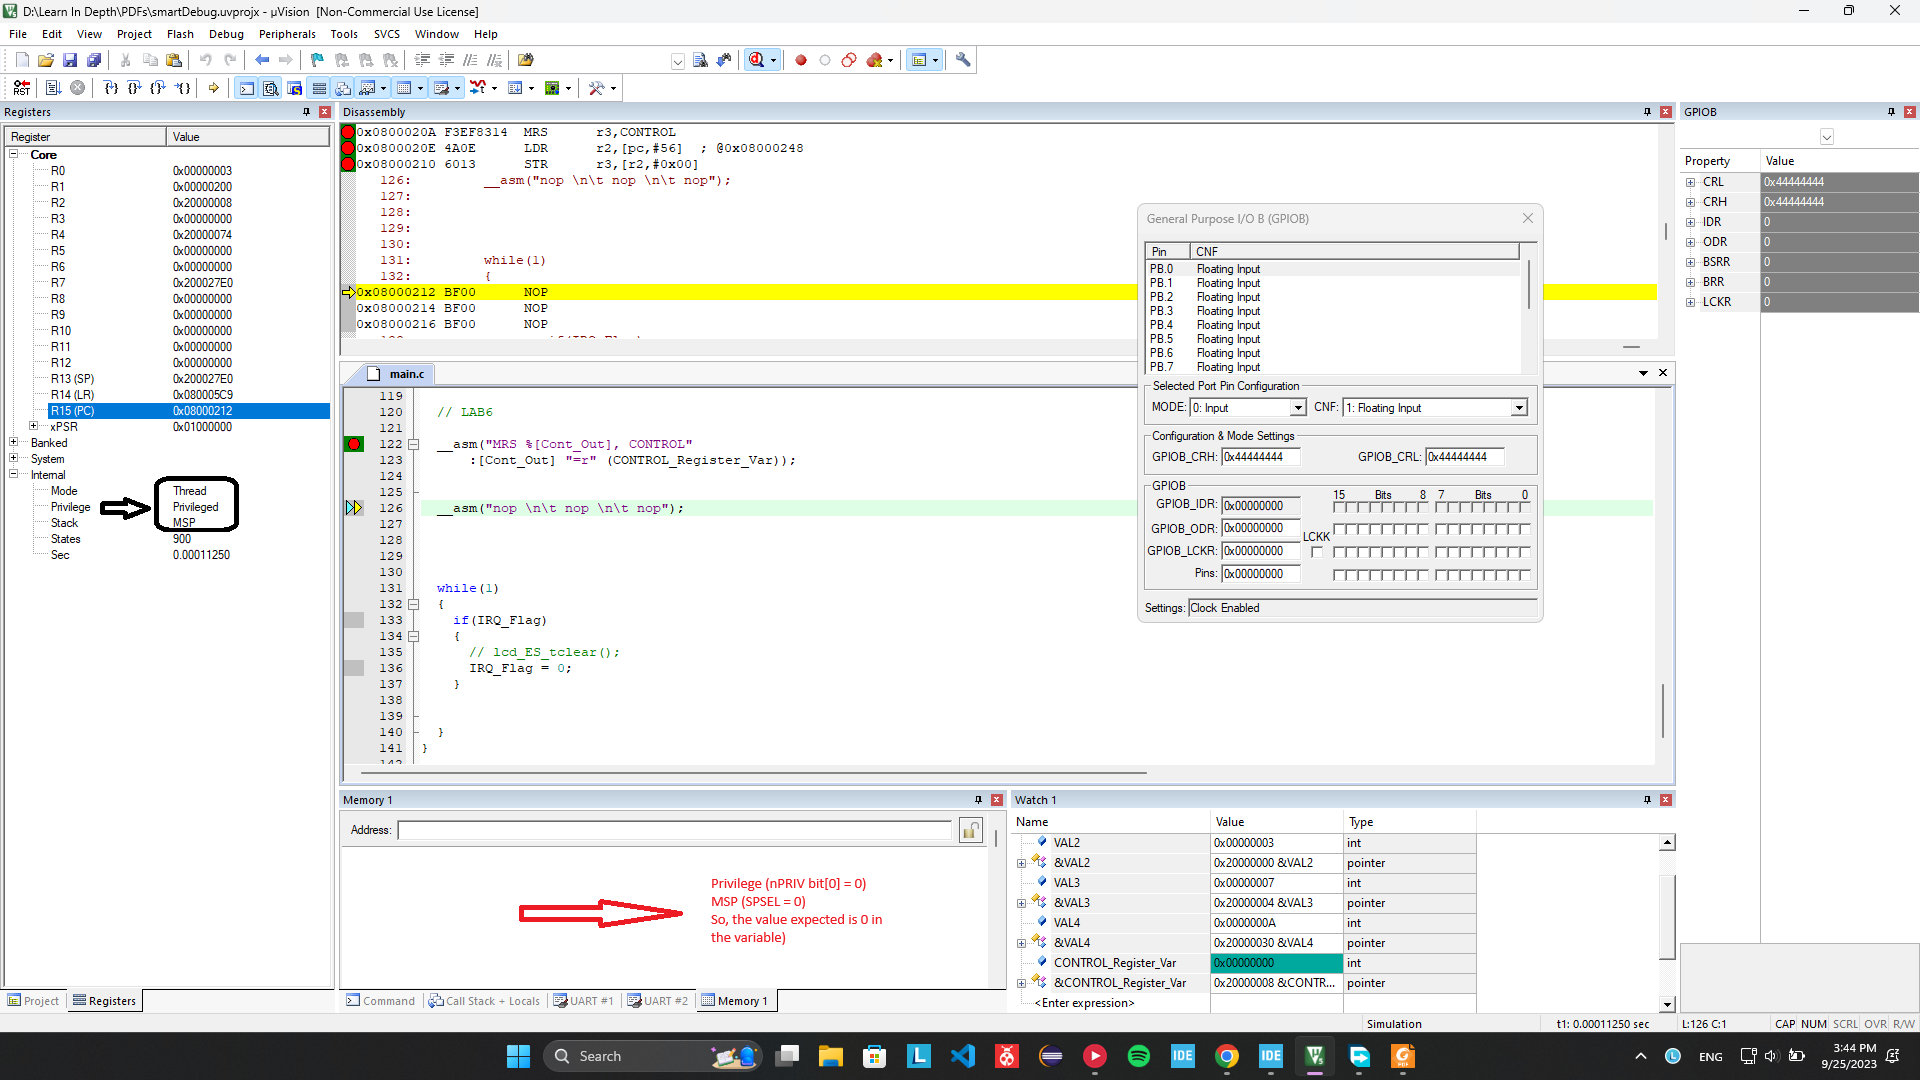 D:\Learn In Depth\PDFs\smartDebug.uvprojx - µVision  [Non-Commercial Use License]
File Edit View Project Flash Debug Peripherals Tools SVCS Window Help
Registers
Register Value
Core
R0 0x00000003
R1 0x00000200
R2 0x20000008
R3 0x00000000
R4 0x20000074
R5 0x00000000
R6 0x00000000
R7 0x200027E0
R8 0x00000000
R9 0x00000000
R10 0x00000000
R11 0x00000000
R12 0x00000000
R13 (SP) 0x200027E0
R14 (LR) 0x080005C9
R15 (PC) 0x08000212
xPSR 0x01000000
Banked
System
Internal
Mode Thread
Privilege Privileged
Stack MSP
States 900
Sec 0.00011250
Project Registers
Disassembly
0x0800020A F3EF8314 MRS r3,CONTROL
0x0800020E 4A0E LDR r2,[pc,#56] ; @0x08000248
0x08000210 6013 STR r3,[r2,#0x00]
126: __asm("nop \n\t nop \n\t nop");
127:
128:
129:
130:
131: while(1)
132: {
0x08000212 BF00 NOP
0x08000214 BF00 NOP
0x08000216 BF00 NOP
main.c
119
120 // LAB6
121
122 __asm("MRS %[Cont_Out], CONTROL"
123 :[Cont_Out] "=r" (CONTROL_Register_Var));
124
125
126 __asm("nop \n\t nop \n\t nop");
127
128
129
130
131 while(1)
132 {
133 if(IRQ_Flag)
134 {
135 // lcd_ES_tclear();
136 IRQ_Flag = 0;
137 }
138
139
140 }
141 }
General Purpose I/O B (GPIOB)
Pin CNF
PB.0 Floating Input
PB.1 Floating Input
PB.2 Floating Input
PB.3 Floating Input
PB.4 Floating Input
PB.5 Floating Input
PB.6 Floating Input
PB.7 Floating Input
Selected Port Pin Configuration
MODE: 0: Input CNF: 1: Floating Input
Configuration & Mode Settings
GPIOB_CRH: 0x44444444 GPIOB_CRL: 0x44444444
GPIOB
15 Bits 8 7 Bits 0
GPIOB_IDR: 0x00000000
GPIOB_ODR: 0x00000000
LCKK
GPIOB_LCKR: 0x00000000
Pins: 0x00000000
Settings: Clock Enabled
GPIOB
Property Value
CRL 0x44444444
CRH 0x44444444
IDR 0
ODR 0
BSRR 0
BRR 0
LCKR 0
Memory 1
Address:
Privilege (nPRIV bit[0] = 0)
MSP (SPSEL = 0)
So, the value expected is 0 in
the variable)
Command Call Stack + Locals UART #1 UART #2 Memory 1
Watch 1
Name Value Type
VAL2 0x00000003 int
&VAL2 0x20000000 &VAL2 pointer
VAL3 0x00000007 int
&VAL3 0x20000004 &VAL3 pointer
VAL4 0x0000000A int
&VAL4 0x20000030 &VAL4 pointer
CONTROL_Register_Var 0x00000000 int
&CONTROL_Register_Var 0x20000008 &CONTR... pointer
<Enter expression>
Simulation t1: 0.00011250 sec L:126 C:1 CAP NUM SCRL OVR R/W
Search
ENG
3:44 PM
9/25/2023